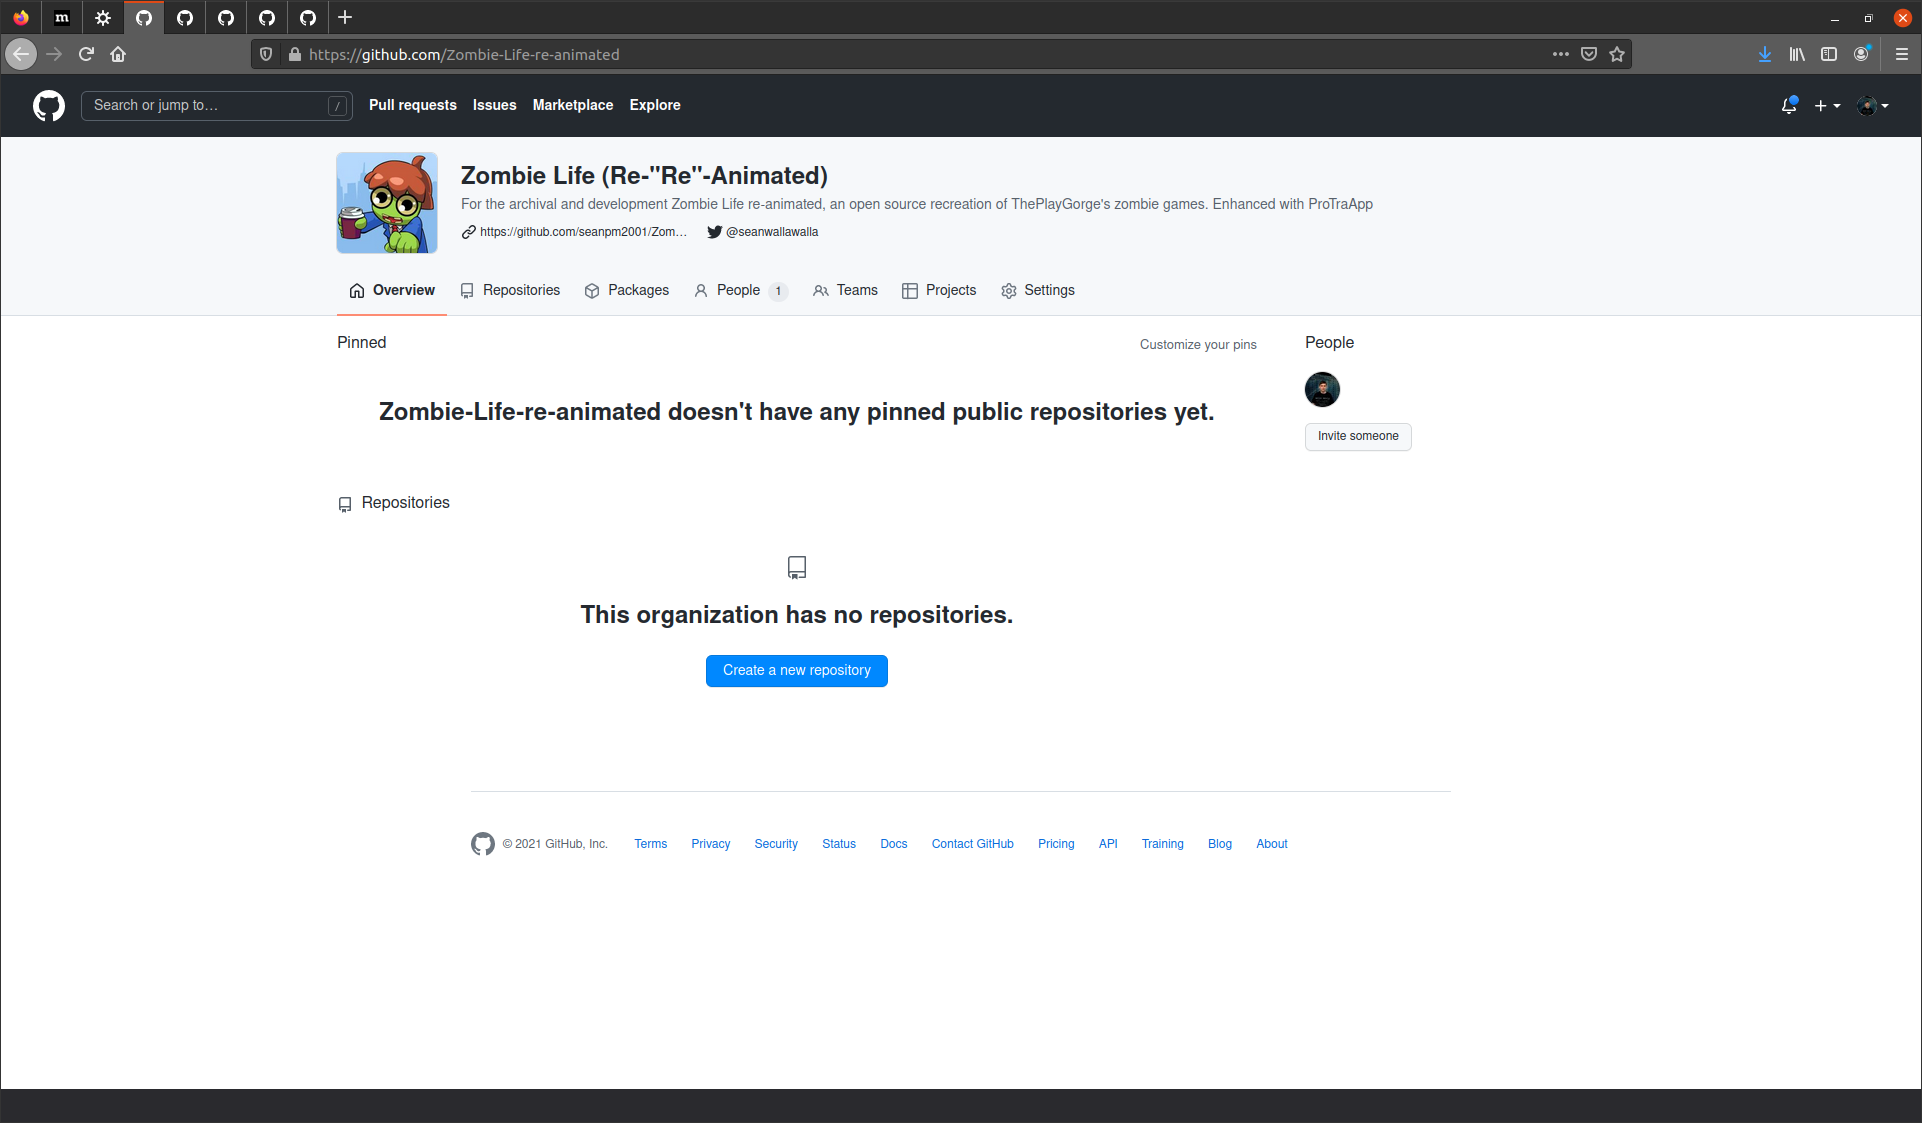 m
https://github.com/Zombie-Life-re-animated
Search or jump to…
/
Pull requests
Issues
Marketplace
Explore
Zombie Life (Re-"Re"-Animated)
For the archival and development Zombie Life re-animated, an open source recreation of ThePlayGorge's zombie games. Enhanced with ProTraApp
https://github.com/seanpm2001/Zom…
@seanwallawalla
Overview
Repositories
Packages
People 1
Teams
Projects
Settings
Pinned
Customize your pins
People
Zombie-Life-re-animated doesn't have any pinned public repositories yet.
Invite someone
Repositories
This organization has no repositories.
Create a new repository
© 2021 GitHub, Inc.
Terms
Privacy
Security
Status
Docs
Contact GitHub
Pricing
API
Training
Blog
About